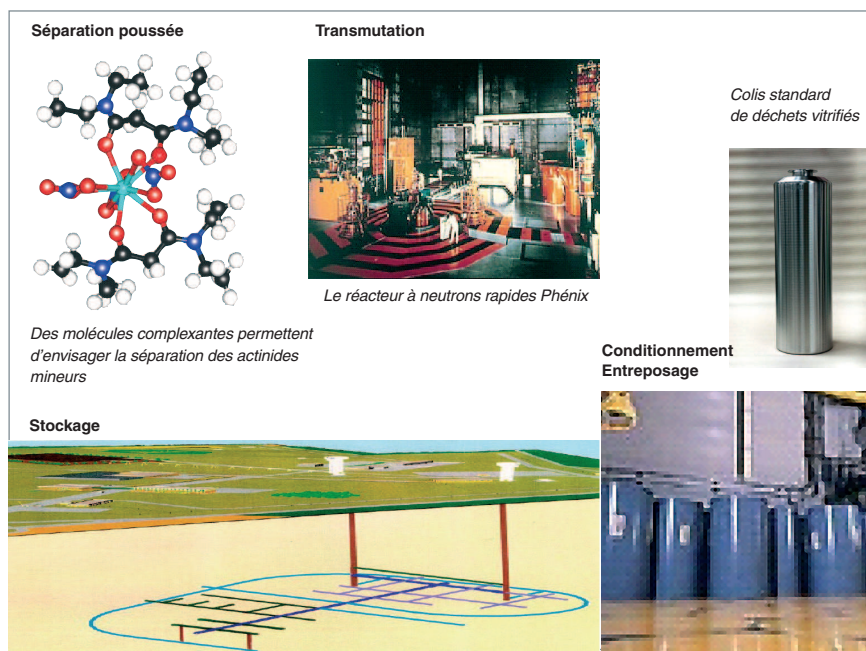 Séparation poussée
Transmutation
Colis standard
de déchets vitrifiés
Le réacteur à neutrons rapides Phénix
Des molécules complexantes permettent
d'envisager la séparation des actinides
mineurs
Conditionnement
Entreposage
Stockage